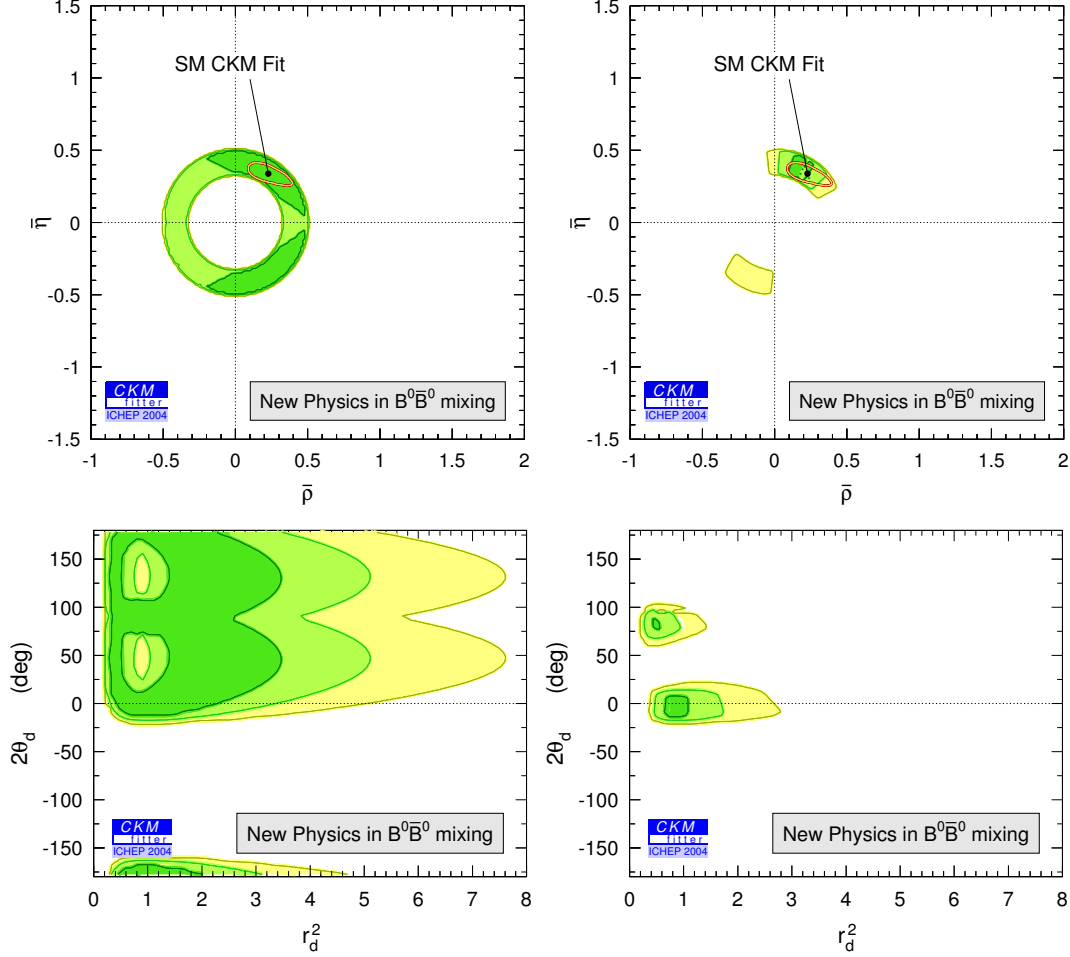 1.5
1
0.5
0
-0.5
-1
-1.5
η̅
SM CKM Fit
CKM
fitter
ICHEP 2004
New Physics in B⁰B̅⁰ mixing
-1 -0.5 0 0.5 1 1.5 2
ρ̅
1.5
1
0.5
0
-0.5
-1
-1.5
η̅
SM CKM Fit
CKM
fitter
ICHEP 2004
New Physics in B⁰B̅⁰ mixing
-1 -0.5 0 0.5 1 1.5 2
ρ̅
150
100
50
0
-50
-100
-150
2θ_d (deg)
CKM
fitter
ICHEP 2004
New Physics in B⁰B̅⁰ mixing
0 1 2 3 4 5 6 7 8
r_d²
150
100
50
0
-50
-100
-150
2θ_d (deg)
CKM
fitter
ICHEP 2004
New Physics in B⁰B̅⁰ mixing
0 1 2 3 4 5 6 7 8
r_d²